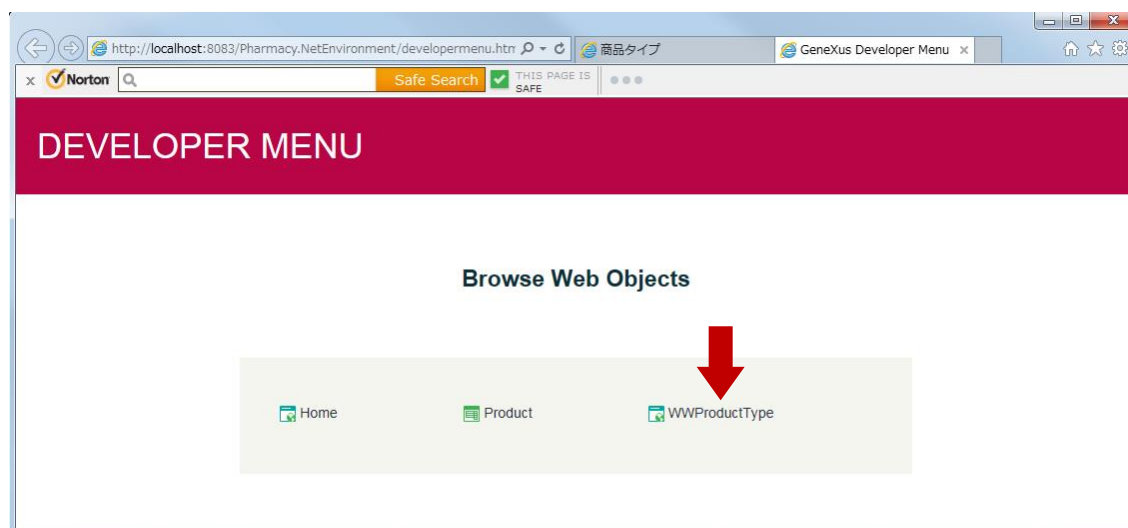 http://localhost:8083/Pharmacy.NetEnvironment/developermenu.htm
商品タイプ
GeneXus Developer Menu x
x Norton Safe Search THIS PAGE IS
SAFE
DEVELOPER MENU
Browse Web Objects
Home Product WWProductType